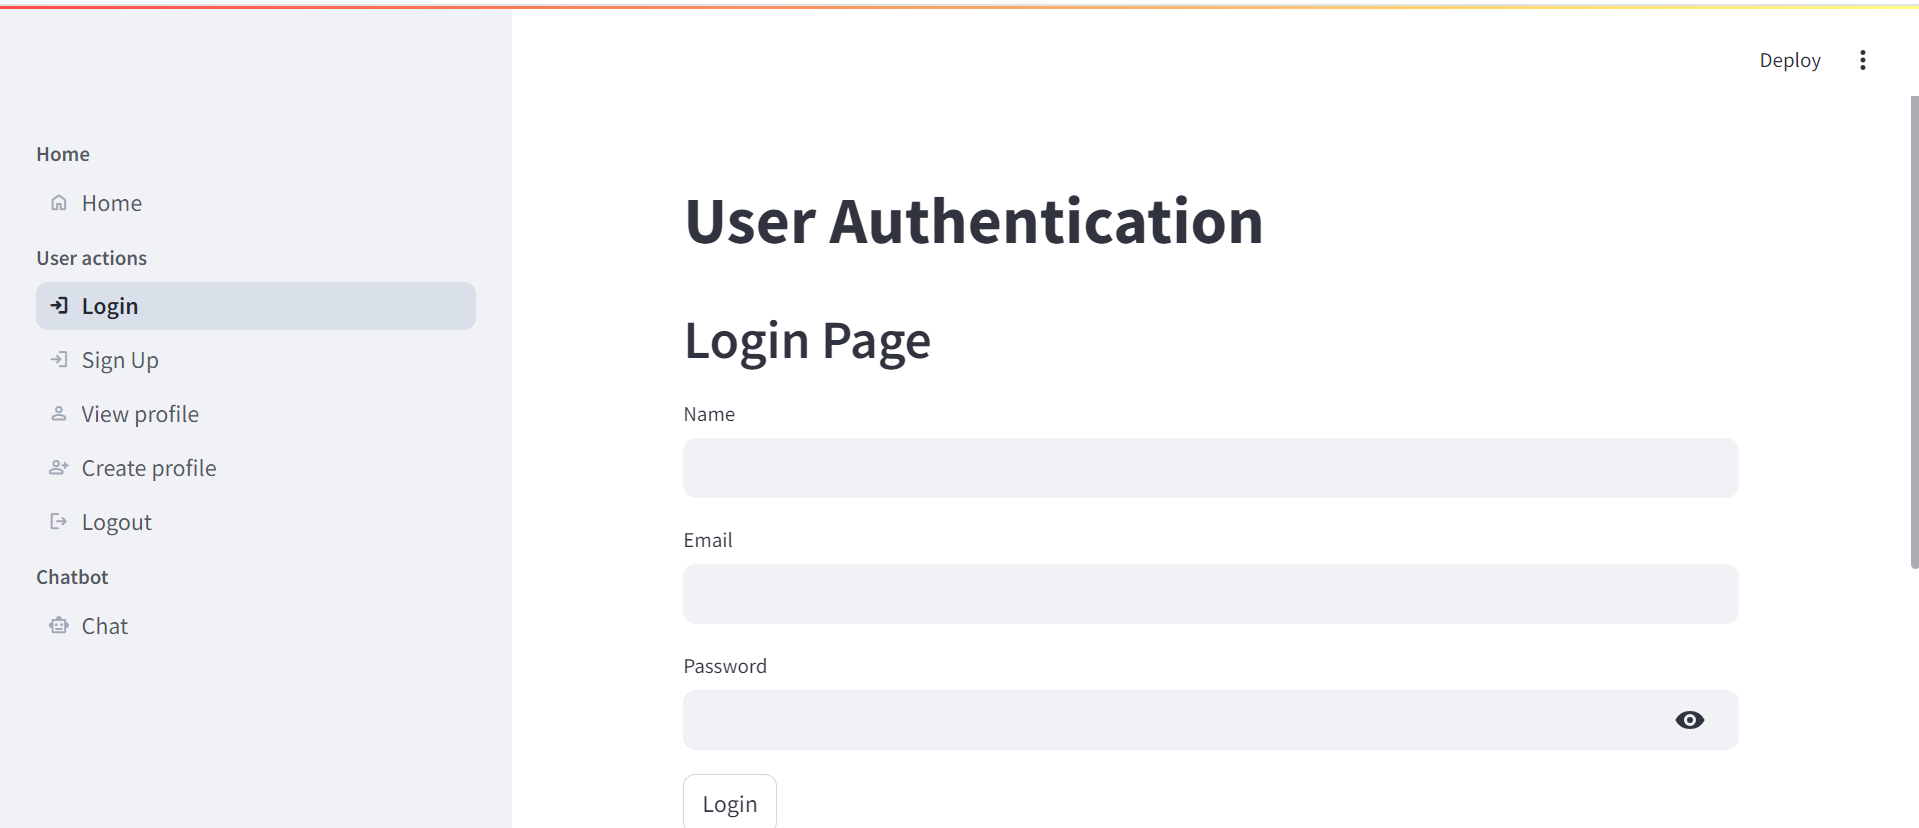 Deploy
Home
Home
User actions
Login
Sign Up
View profile
Create profile
Logout
Chatbot
Chat
User Authentication
Login Page
Name
Email
Password
Login